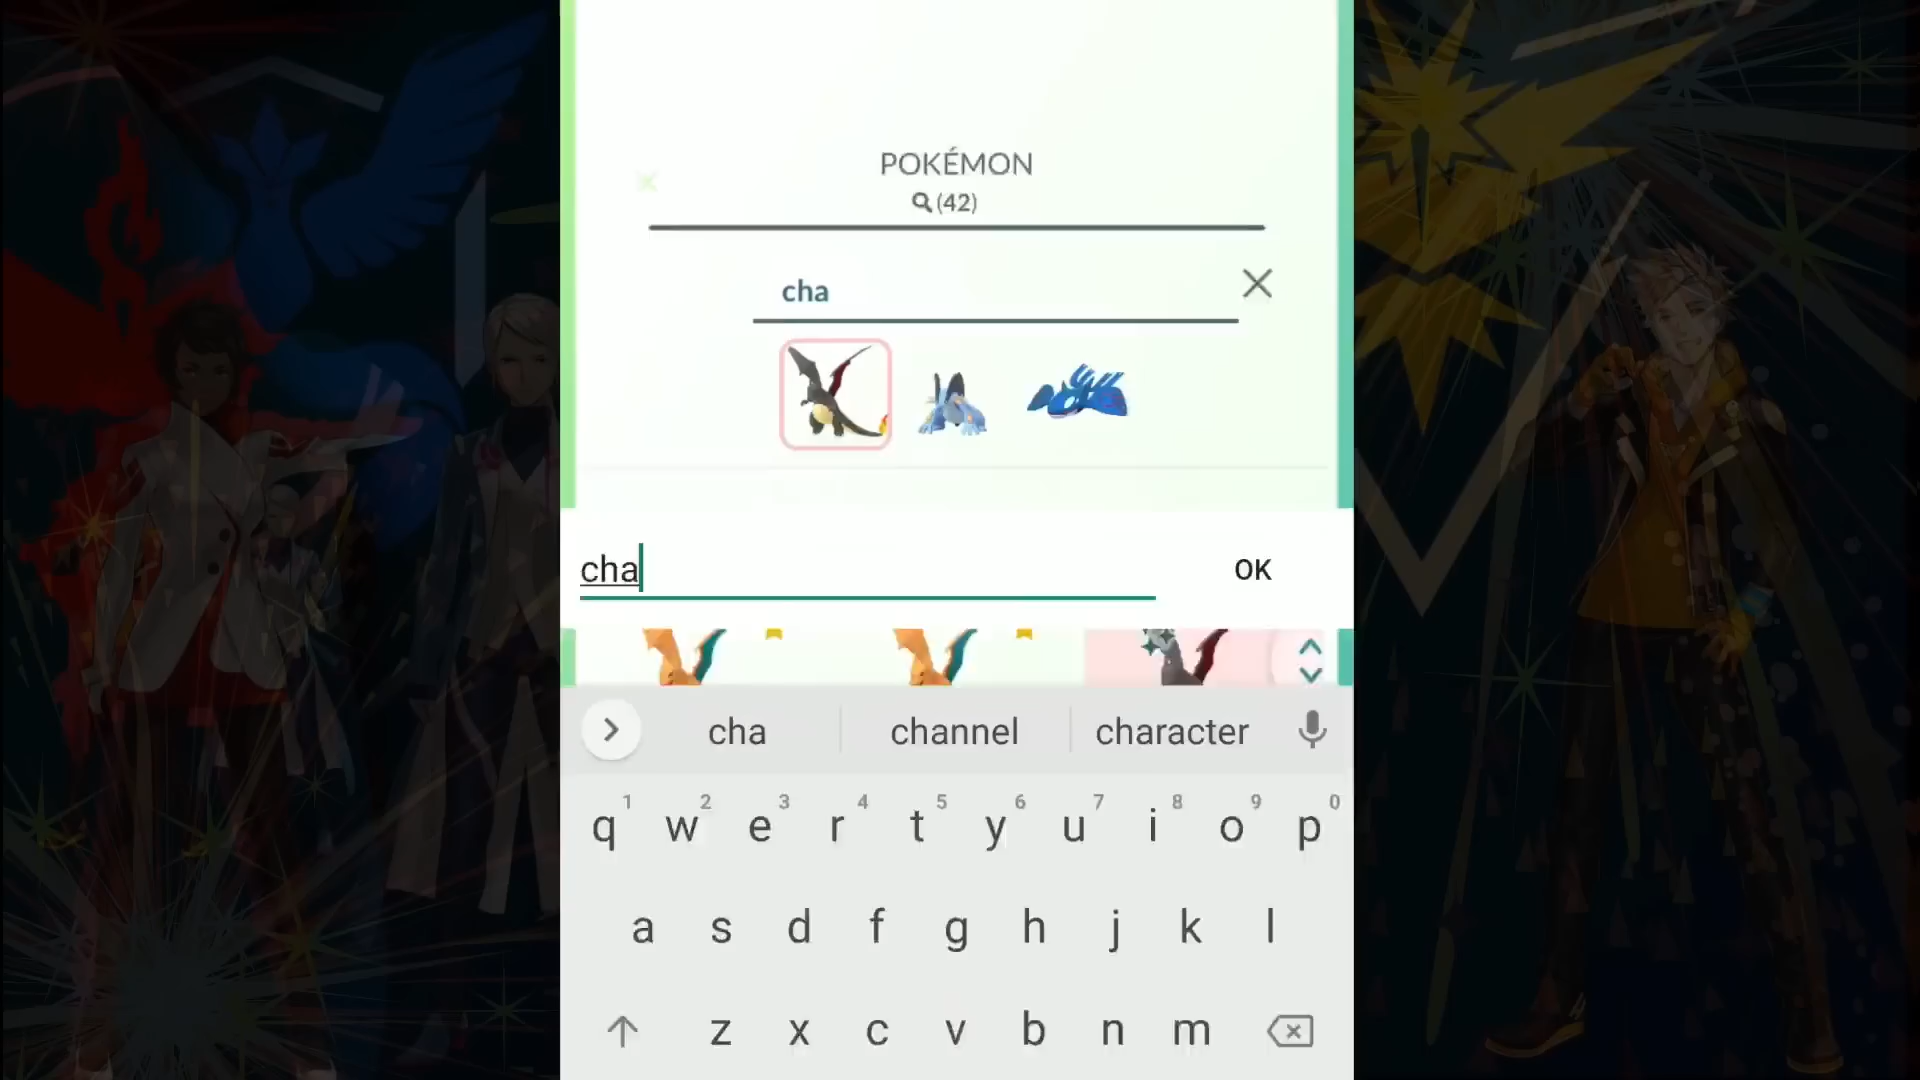 POKÉMON
(42)
cha
cha
OK
cha channel character
1 2 3 4 5 6 7 8 9 0
q w e r t y u i o p
a s d f g h j k l
z x c v b n m